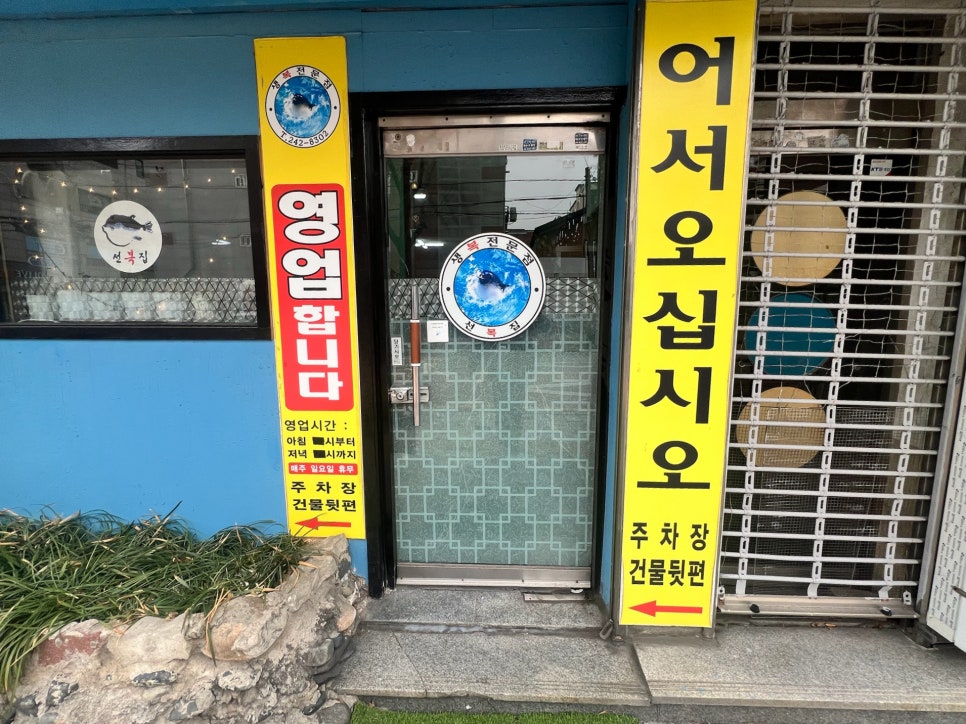 생복전문점
T.242-8302
영업합니다
영업시간 :
아침 시부터
저녁 시까지
매주 일요일 휴무
주차장
건물뒷편
선복집
생복전문점
선복집
어서오십시오
주차장
건물뒷편